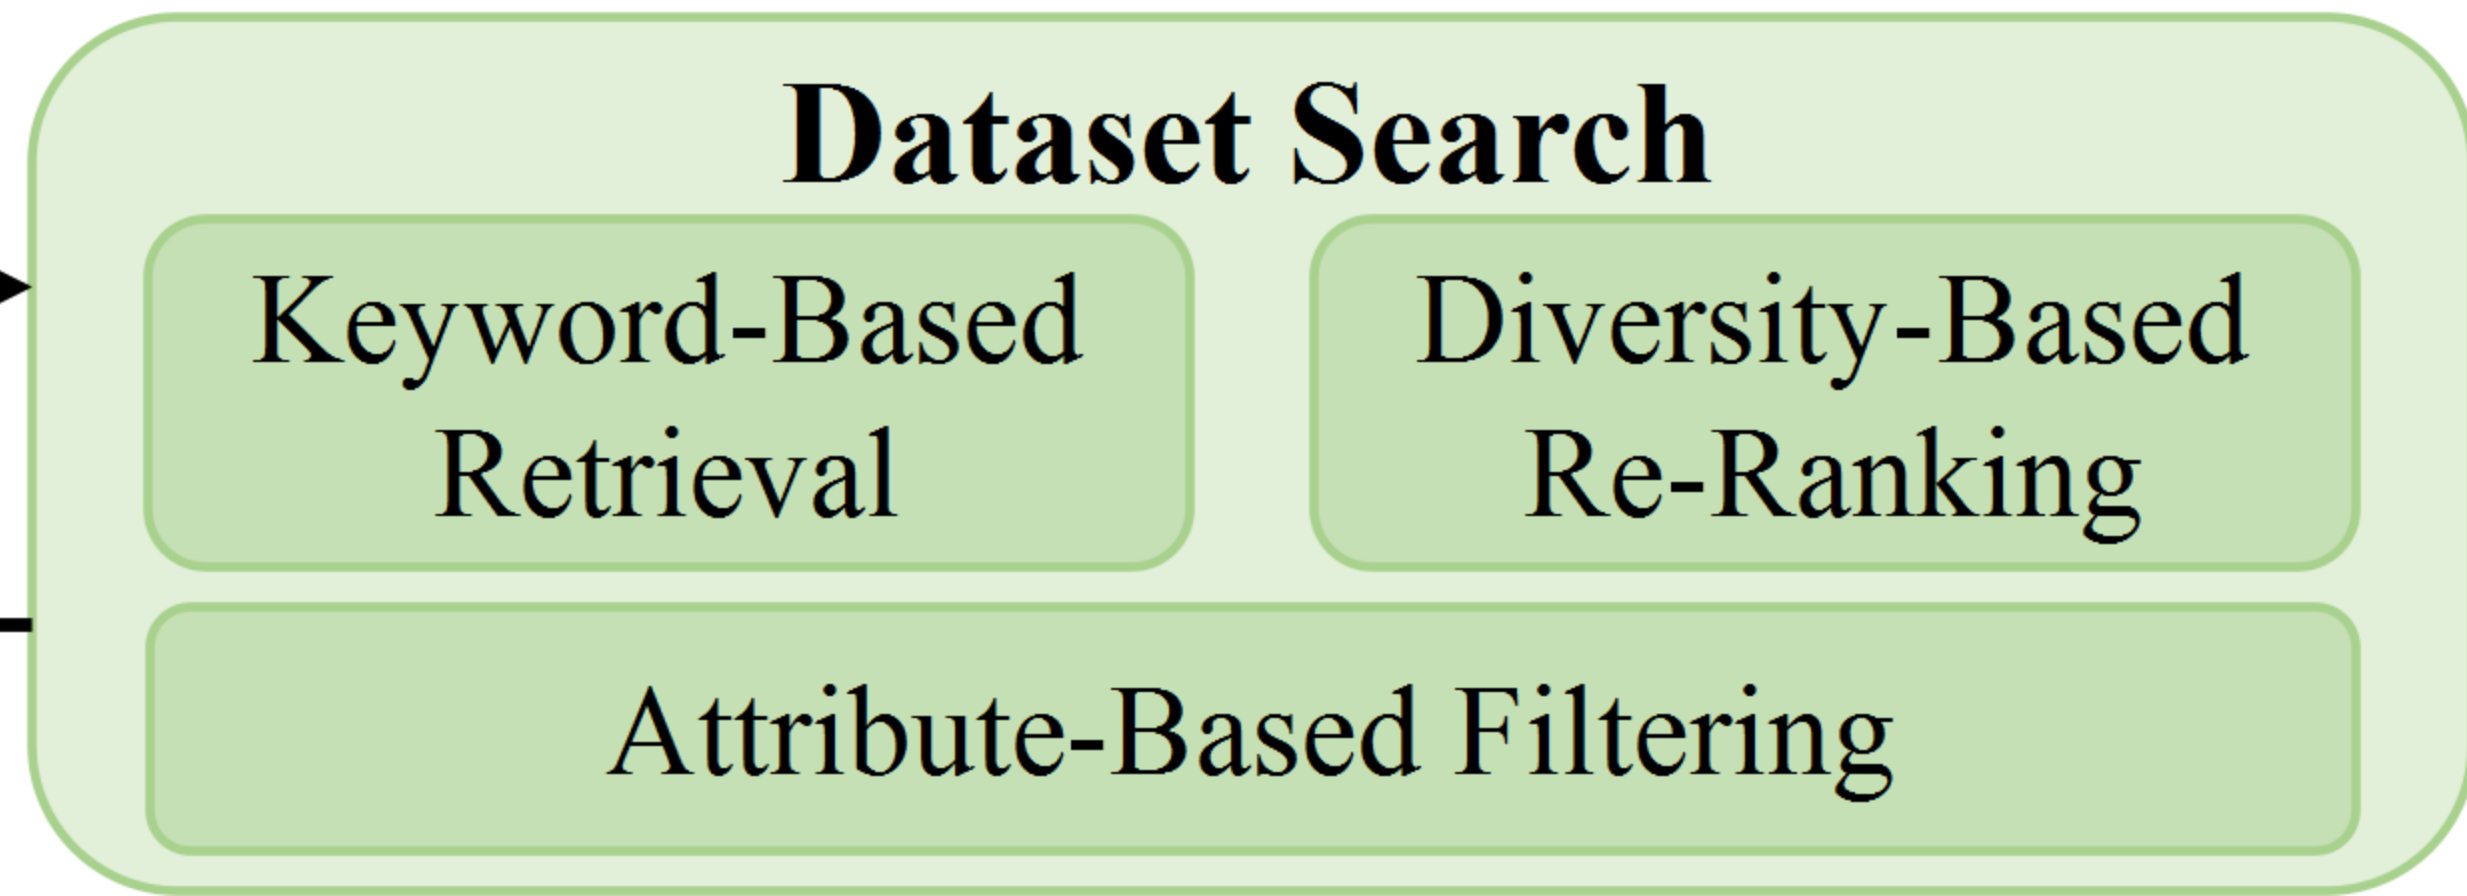 Dataset Search
Keyword-Based
Retrieval
Diversity-Based
Re-Ranking
Attribute-Based Filtering